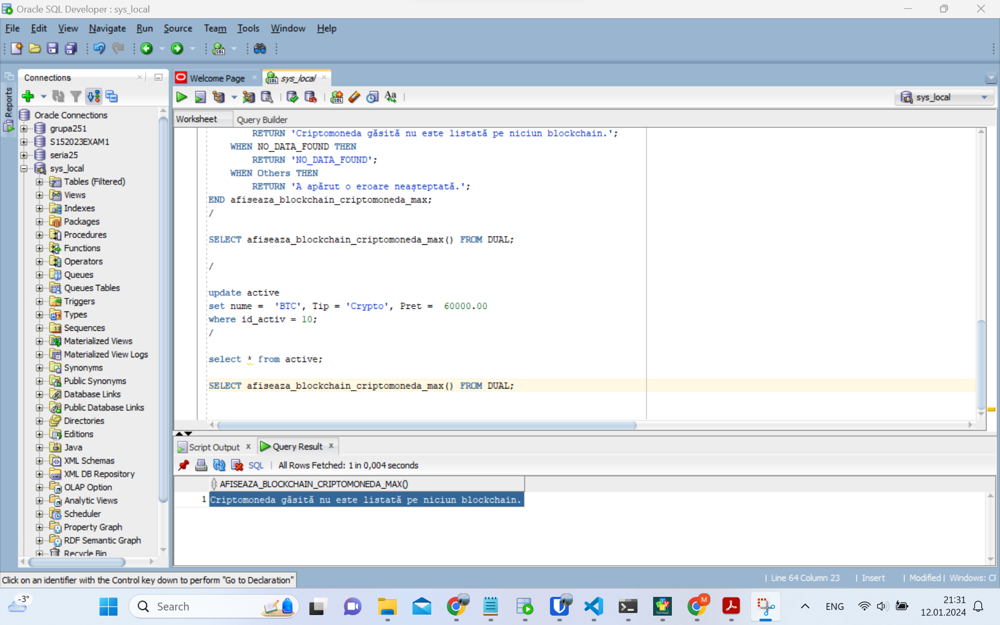 Oracle SQL Developer : sys_local
File Edit View Navigate Run Source Team Tools Window Help
Reports
Connections
Oracle Connections
grupa251
S152023EXAM1
seria25
sys_local
Tables (Filtered)
Views
Indexes
Packages
Procedures
Functions
Operators
Queues
Queues Tables
Triggers
Types
Sequences
Materialized Views
Materialized View Logs
Synonyms
Public Synonyms
Database Links
Public Database Links
Directories
Editions
Java
XML Schemas
XML DB Repository
OLAP Option
Analytic Views
Scheduler
Property Graph
RDF Semantic Graph
Recycle Bin
Welcome Page
sys_local
sys_local
Worksheet Query Builder
RETURN 'Criptomoneda găsită nu este listată pe niciun blockchain.';
WHEN NO_DATA_FOUND THEN
RETURN 'NO_DATA_FOUND';
WHEN Others THEN
RETURN 'A apărut o eroare neașteptată.';
END afiseaza_blockchain_criptomoneda_max;
/
SELECT afiseaza_blockchain_criptomoneda_max() FROM DUAL;
/
update active
set nume =  'BTC', Tip = 'Crypto', Pret =  60000.00
where id_activ = 10;
/
select * from active;
SELECT afiseaza_blockchain_criptomoneda_max() FROM DUAL;
Script Output x Query Result x
SQL | All Rows Fetched: 1 in 0,004 seconds
AFISEAZA_BLOCKCHAIN_CRIPTOMONEDA_MAX()
1 Criptomoneda găsită nu este listată pe niciun blockchain.
Click on an identifier with the Control key down to perform "Go to Declaration"
| Line 64 Column 23 | Insert | Modified | Windows: CF
-3°
Search
ENG
21:31
12.01.2024